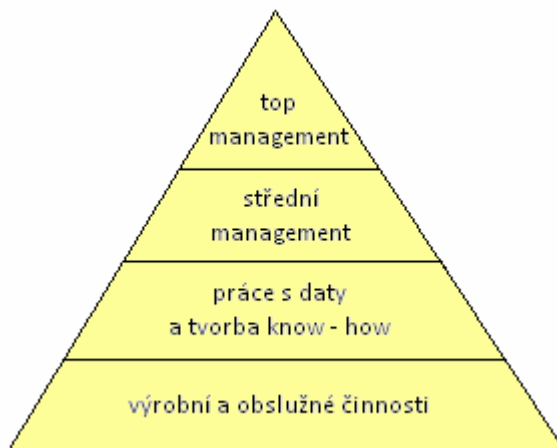 top
management
střední
management
práce s daty
a tvorba know - how
výrobní a obslužné činnosti